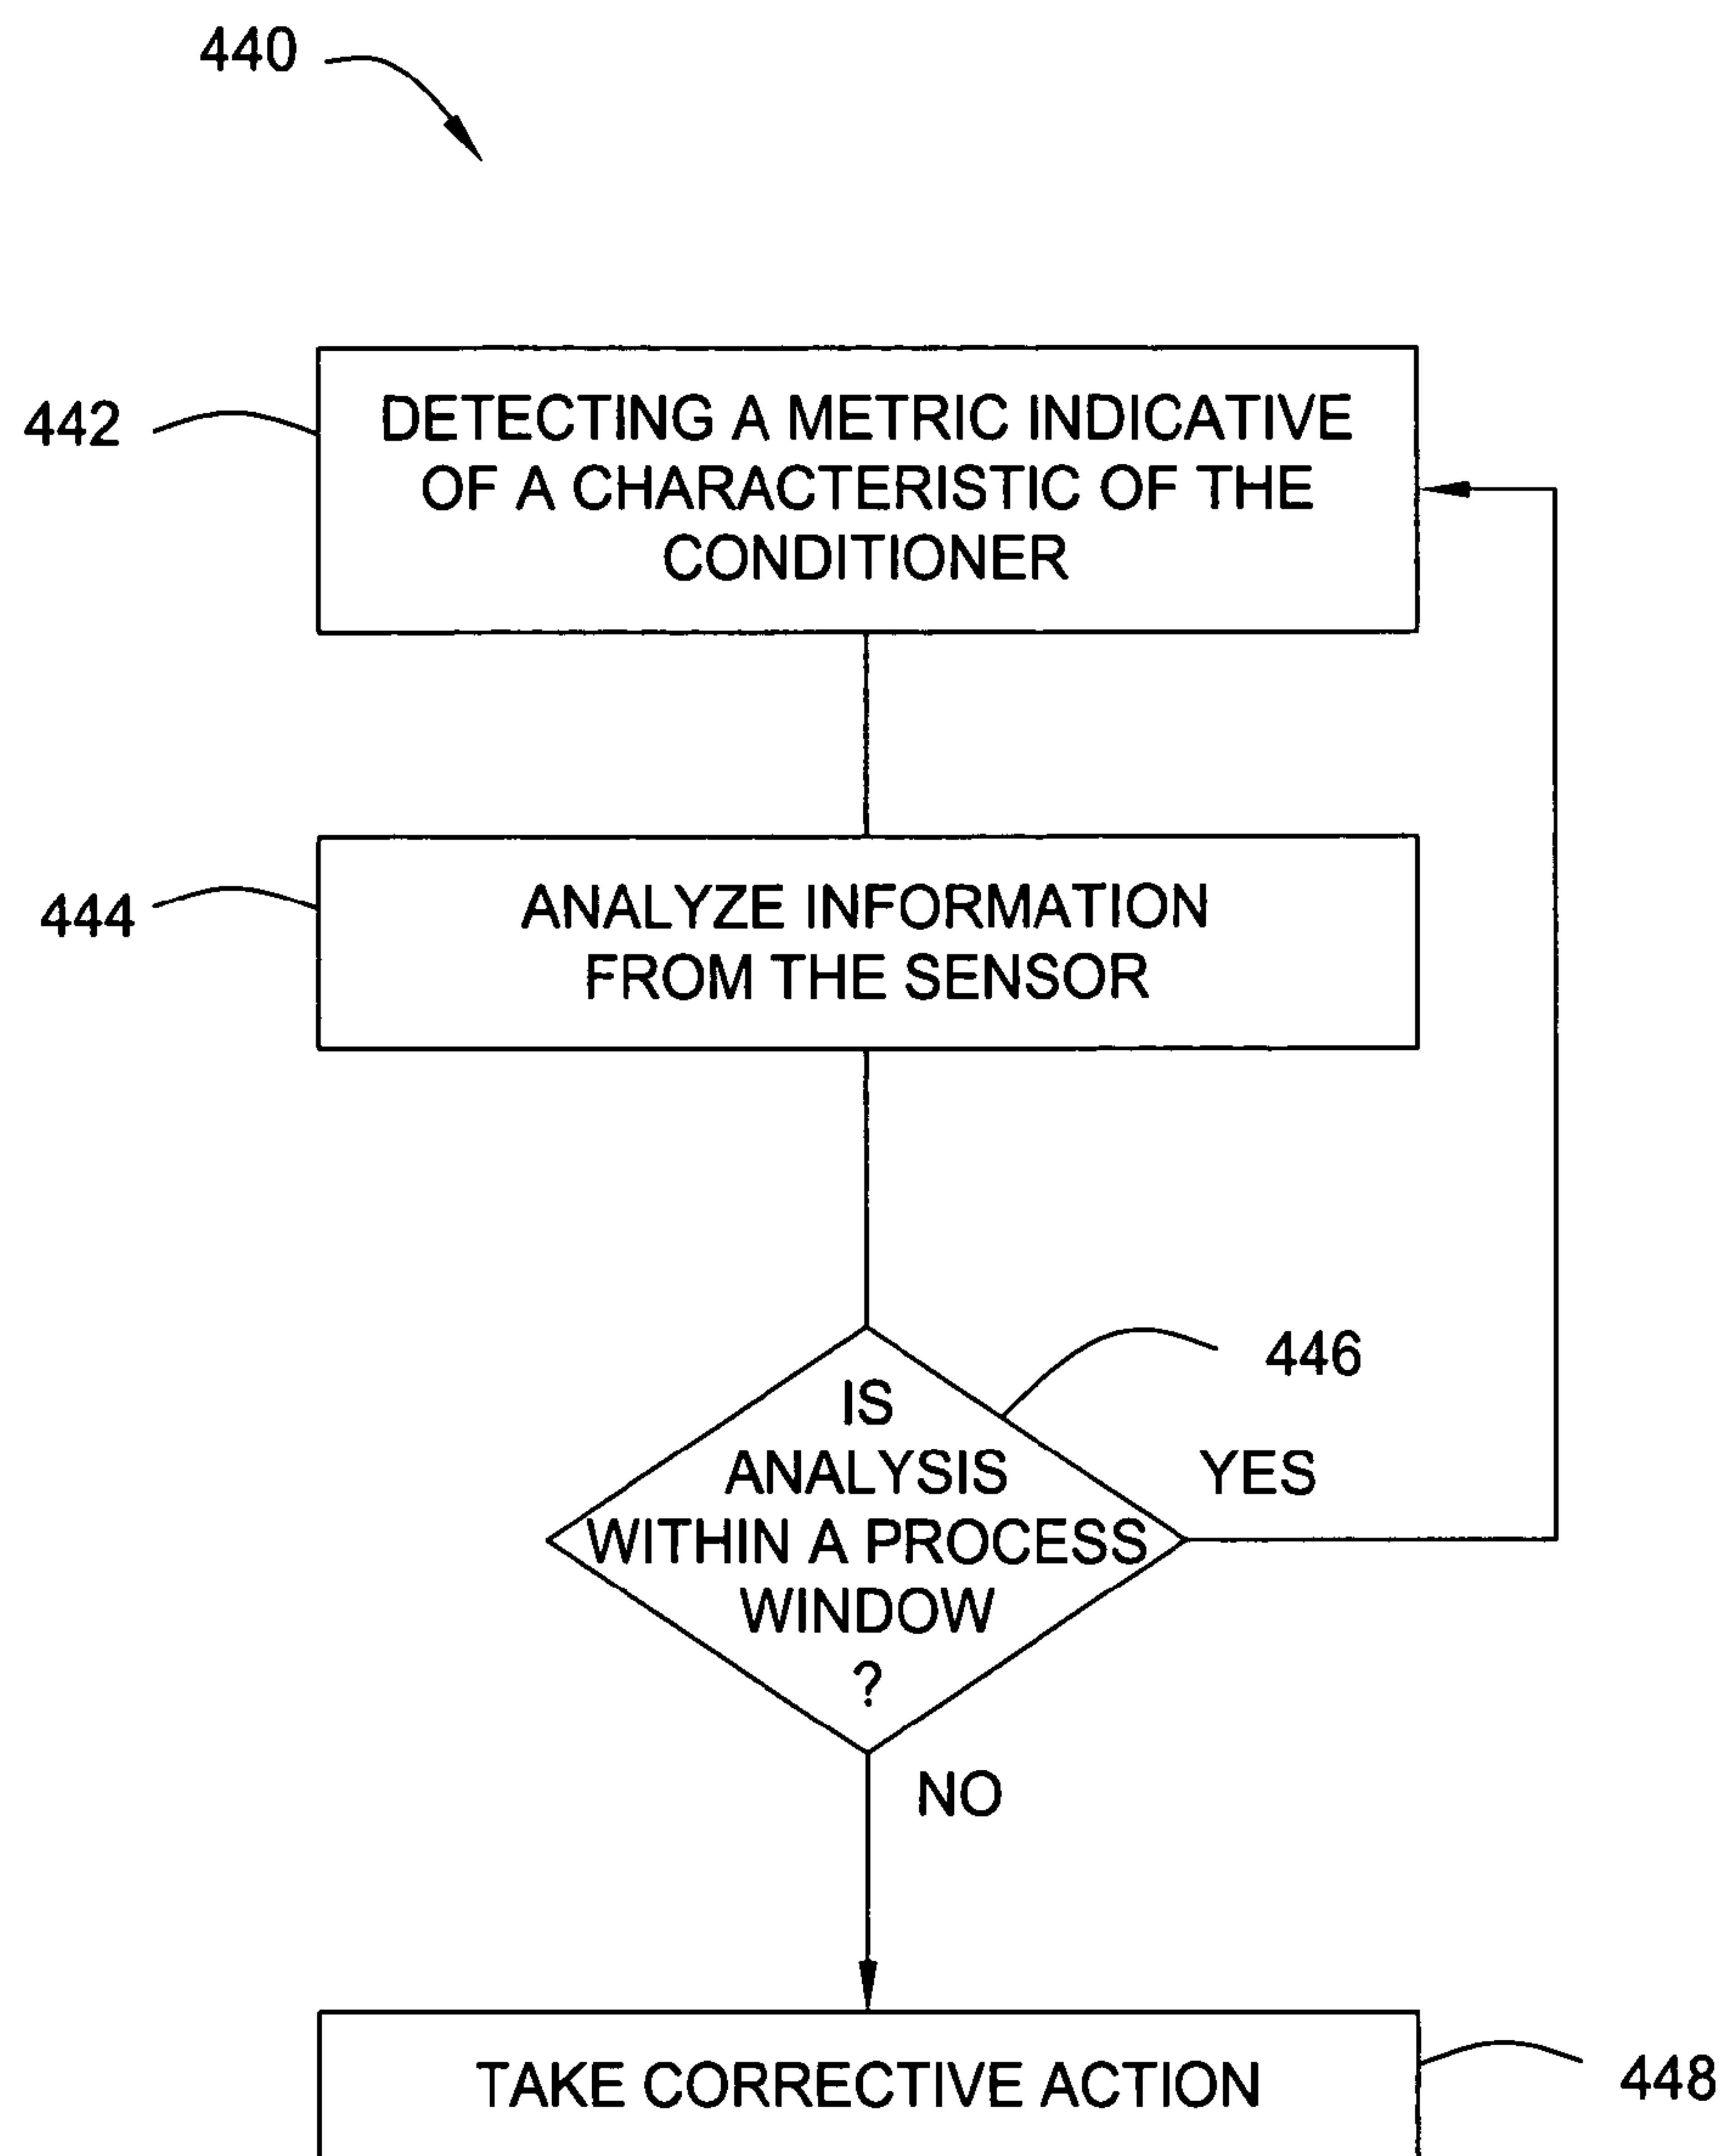 440
442
DETECTING A METRIC INDICATIVE
OF A CHARACTERISTIC OF THE
CONDITIONER
444
ANALYZE INFORMATION
FROM THE SENSOR
446
IS
ANALYSIS
WITHIN A PROCESS
WINDOW
?
YES
NO
TAKE CORRECTIVE ACTION
448